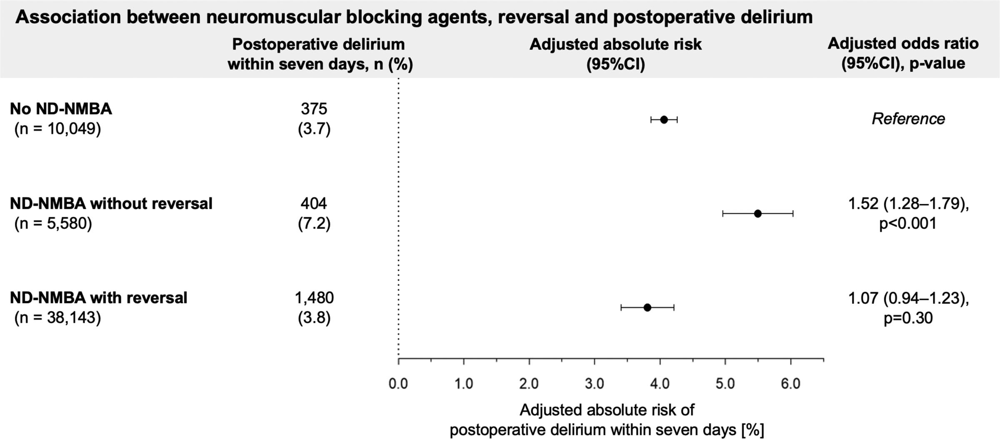 Association between neuromuscular blocking agents, reversal and postoperative delirium
Postoperative delirium
within seven days, n (%)
Adjusted absolute risk
(95%CI)
Adjusted odds ratio
(95%CI), p-value
No ND-NMBA
(n = 10,049)
375
(3.7)
Reference
ND-NMBA without reversal
(n = 5,580)
404
(7.2)
1.52 (1.28–1.79),
p<0.001
ND-NMBA with reversal
(n = 38,143)
1,480
(3.8)
1.07 (0.94–1.23),
p=0.30
0.0 1.0 2.0 3.0 4.0 5.0 6.0
Adjusted absolute risk of
postoperative delirium within seven days [%]